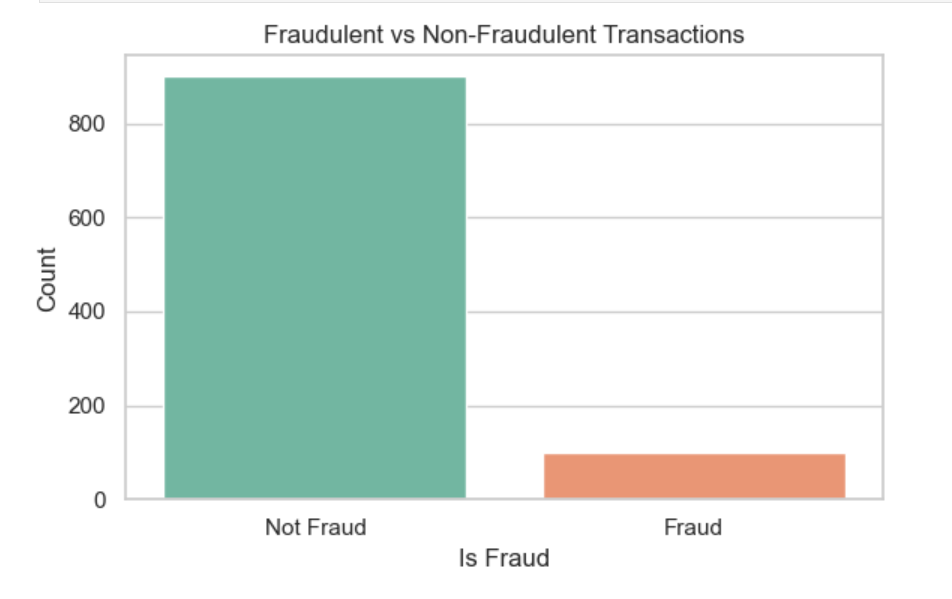 Fraudulent vs Non-Fraudulent Transactions
Count
800
600
400
200
0
Not Fraud Fraud
Is Fraud